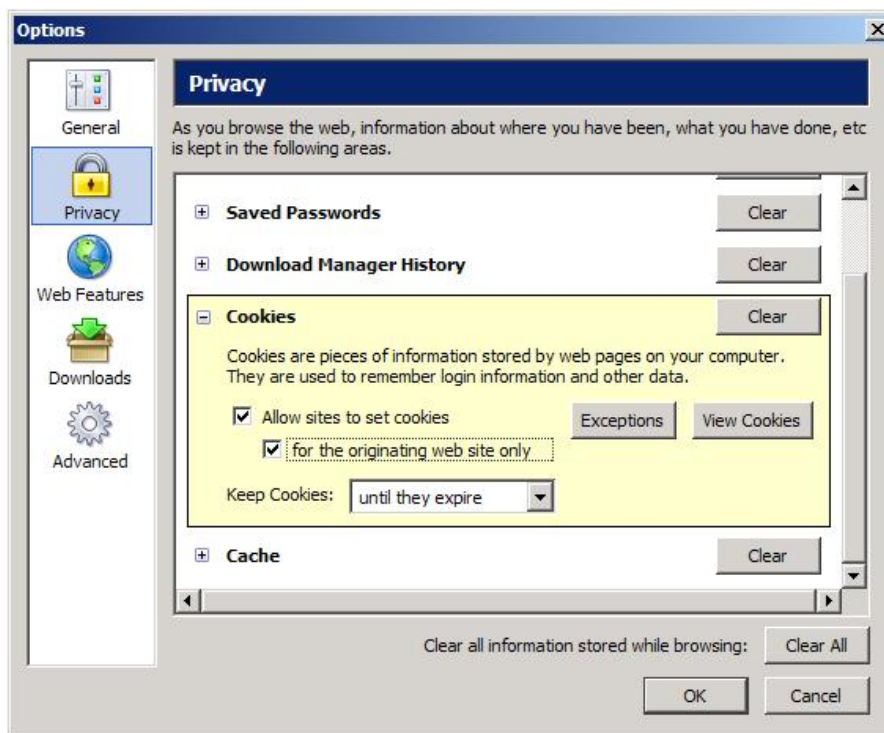 Options
General
Privacy
Web Features
Downloads
Advanced
Privacy
As you browse the web, information about where you have been, what you have done, etc
is kept in the following areas.
Saved Passwords
Clear
Download Manager History
Clear
Cookies
Clear
Cookies are pieces of information stored by web pages on your computer.
They are used to remember login information and other data.
Allow sites to set cookies
Exceptions
View Cookies
for the originating web site only
Keep Cookies:
until they expire
Cache
Clear
Clear all information stored while browsing:
Clear All
OK
Cancel